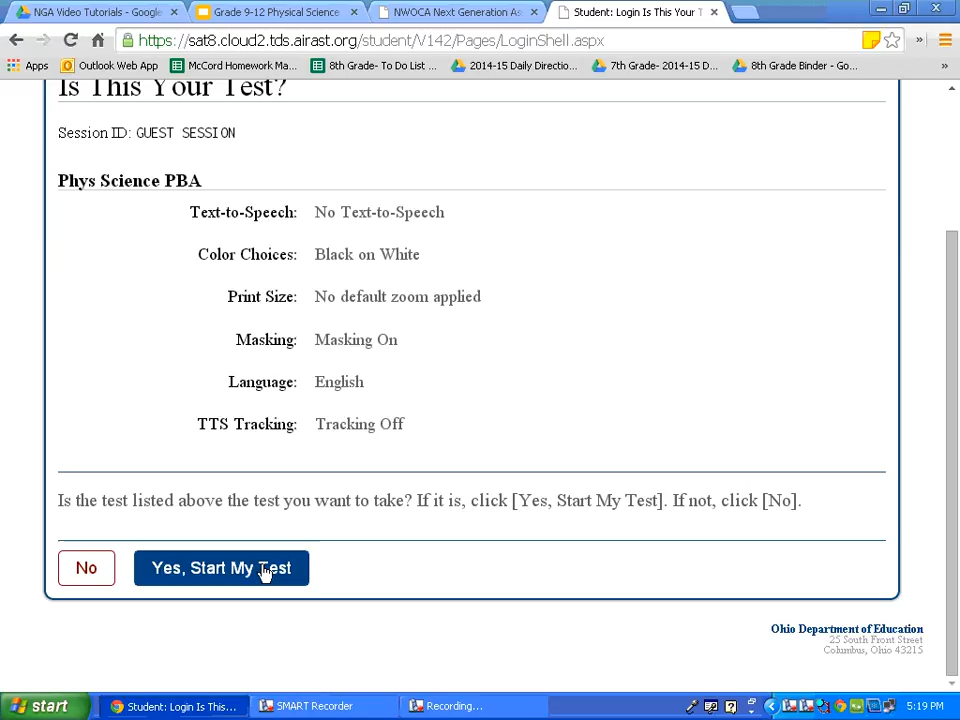 NGA Video Tutorials - Google
Grade 9-12 Physical Science
NWOCA Next Generation As
Student: Login Is This Your T
https://sat8.cloud2.tds.airast.org/student/V142/Pages/LoginShell.aspx
Apps
Outlook Web App
McCord Homework Ma...
8th Grade- To Do List ...
2014-15 Daily Directio...
7th Grade- 2014-15 D...
8th Grade Binder - Go...
Is This Your Test?
Session ID: GUEST SESSION
Phys Science PBA
Text-to-Speech: No Text-to-Speech
Color Choices: Black on White
Print Size: No default zoom applied
Masking: Masking On
Language: English
TTS Tracking: Tracking Off
Is the test listed above the test you want to take? If it is, click [Yes, Start My Test]. If not, click [No].
No
Yes, Start My Test
Ohio Department of Education
25 South Front Street
Columbus, Ohio 43215
start
Student: Login Is This...
SMART Recorder
Recording...
5:19 PM